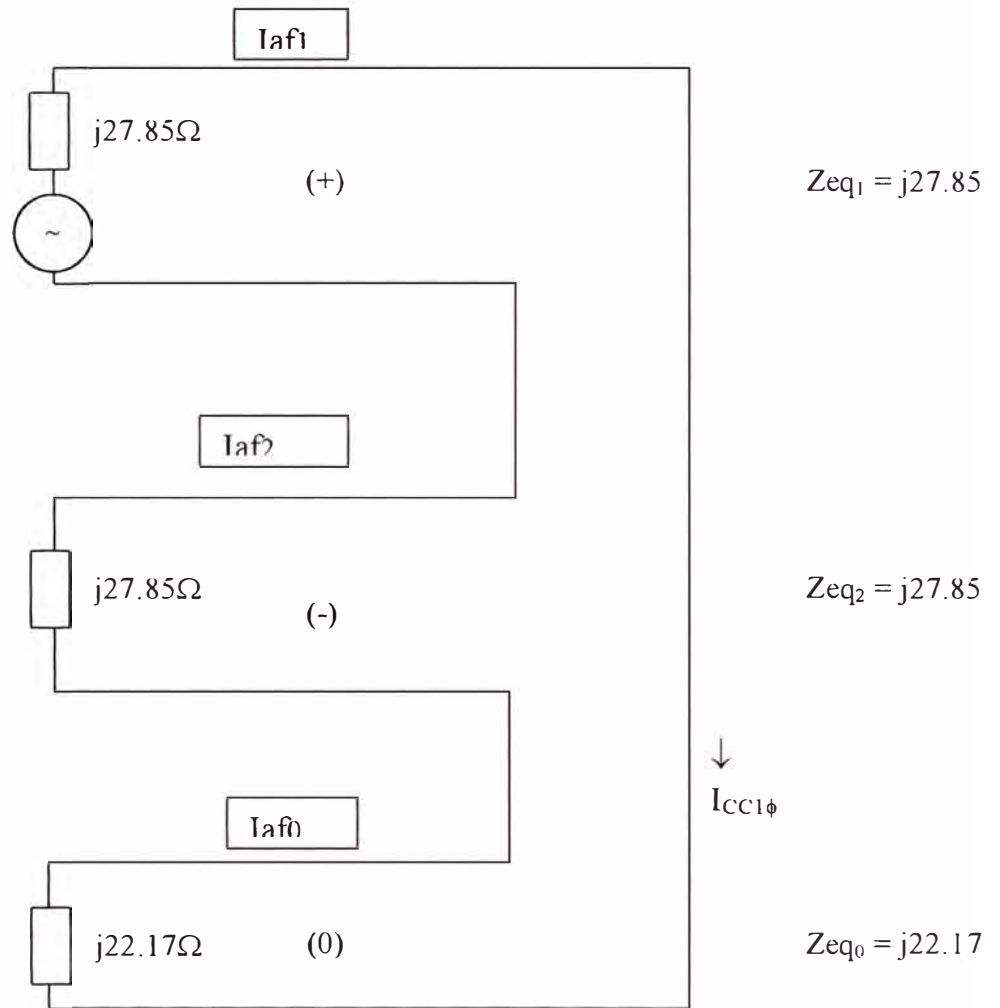 Iaf1
j27.85Ω
(+)
Zeq₁ = j27.85
~
Iaf2
j27.85Ω
(-)
Zeq₂ = j27.85
↓
I_CC1ϕ
Iaf0
j22.17Ω
(0)
Zeq₀ = j22.17